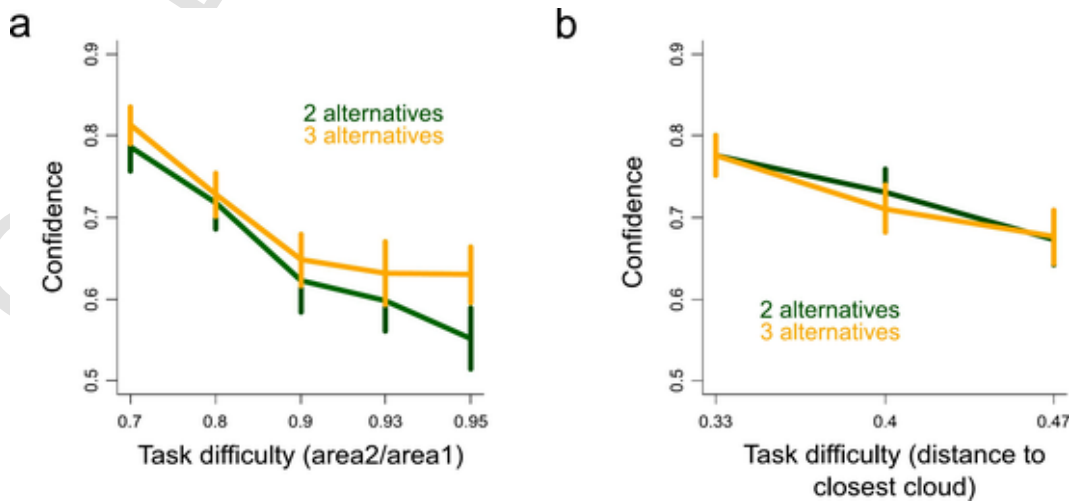 a
0.9
0.8
0.7
0.6
0.5
Confidence
2 alternatives
3 alternatives
0.7 0.8 0.9 0.93 0.95
Task difficulty (area2/area1)
b
0.9
0.8
0.7
0.6
0.5
Confidence
2 alternatives
3 alternatives
0.33 0.4 0.47
Task difficulty (distance to
closest cloud)